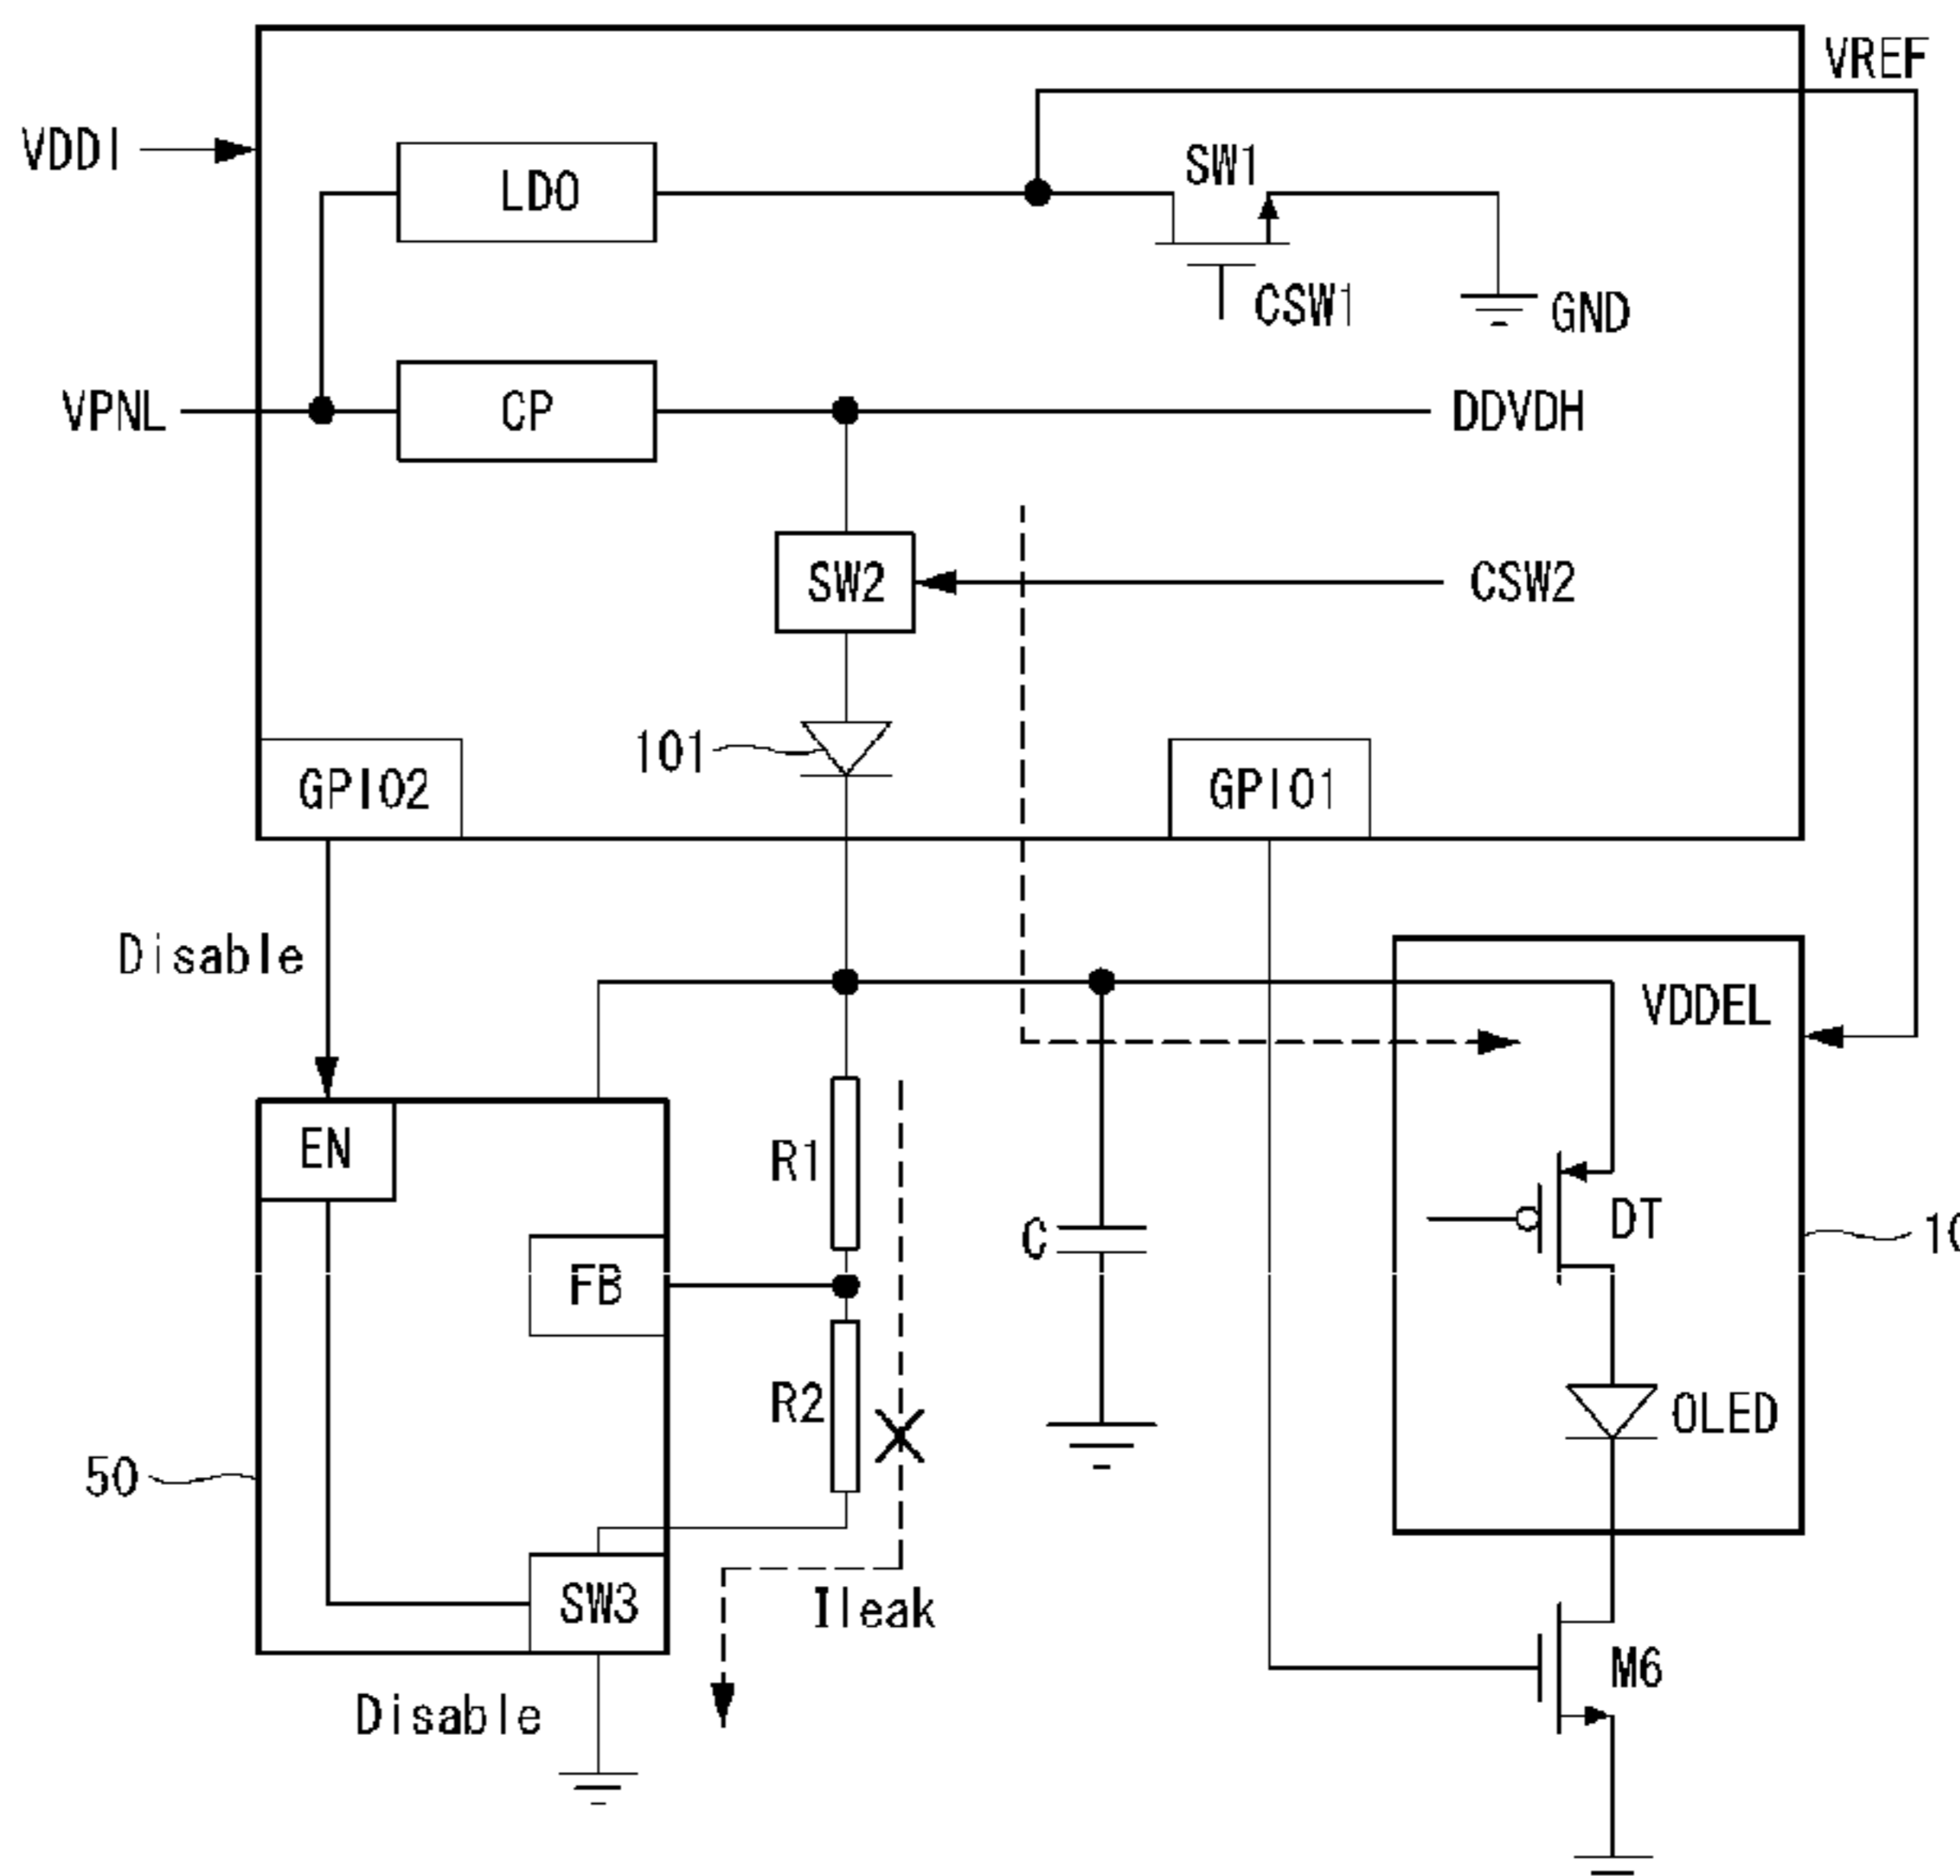 VREF
VDDI
LDO
SW1
CSW1
GND
VPNL
CP
DDVDH
SW2
CSW2
101
GPIO2
GPIO1
Disable
VDDEL
EN
R1
DT
10
C
FB
R2
OLED
50
SW3
Ileak
M6
Disable